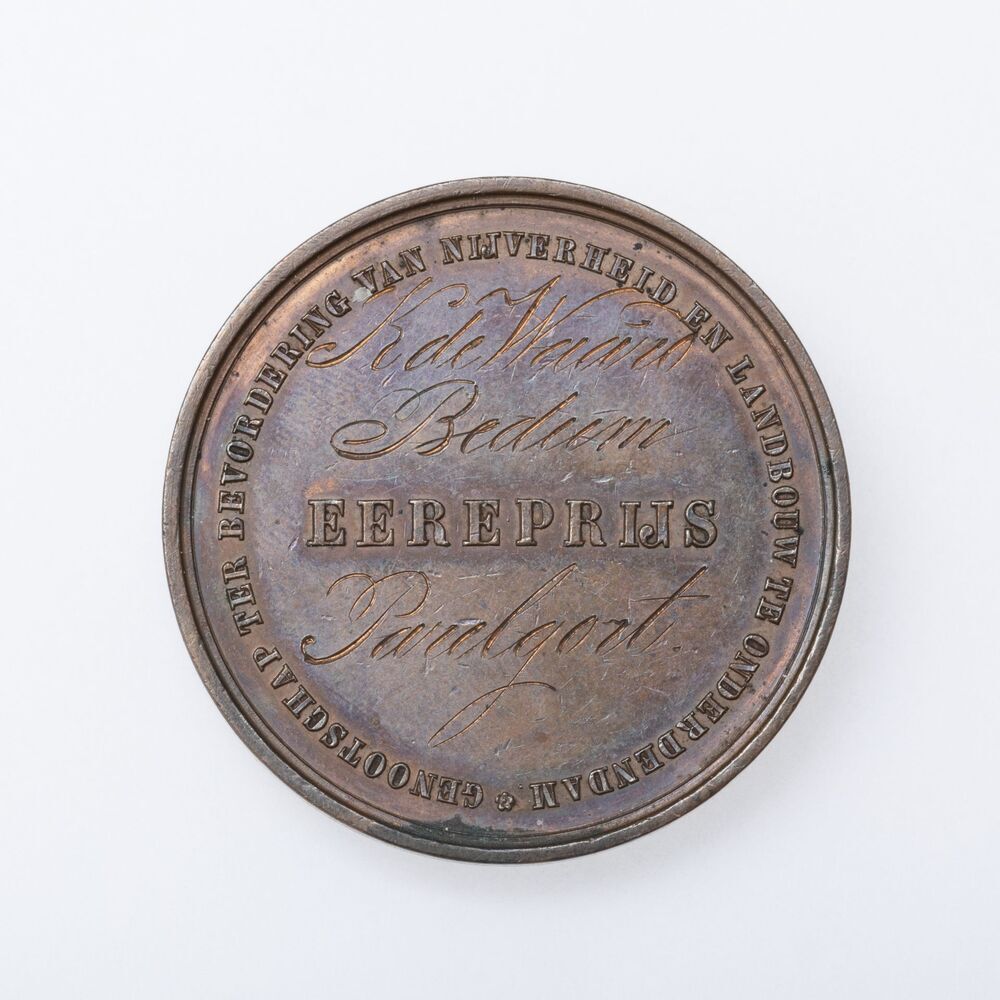 GENOOTSCHAP TER BEVORDERING VAN NIJVERHEID EN LANDBOUW TE ONDERDENDAM
K de Waard
Bedum
EEREPRIJS
Parelgort.